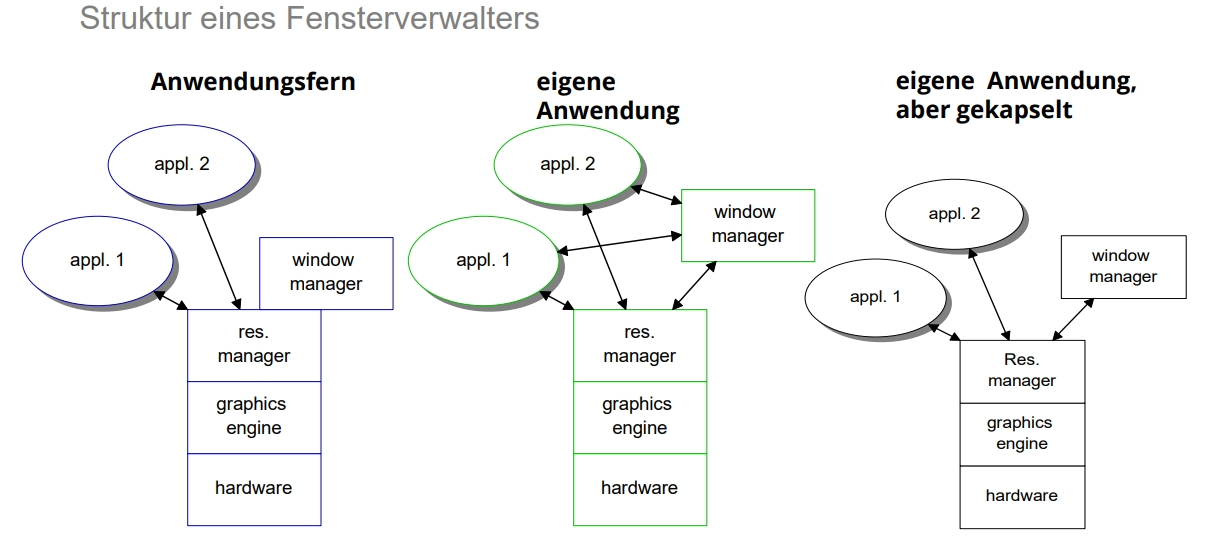 Struktur eines Fensterverwalters
Anwendungsfern
appl. 2
appl. 1
window
manager
res.
manager
graphics
engine
hardware
eigene
Anwendung
appl. 2
window
manager
appl. 1
res.
manager
graphics
engine
hardware
eigene Anwendung,
aber gekapselt
appl. 2
window
manager
appl. 1
Res.
manager
graphics
engine
hardware